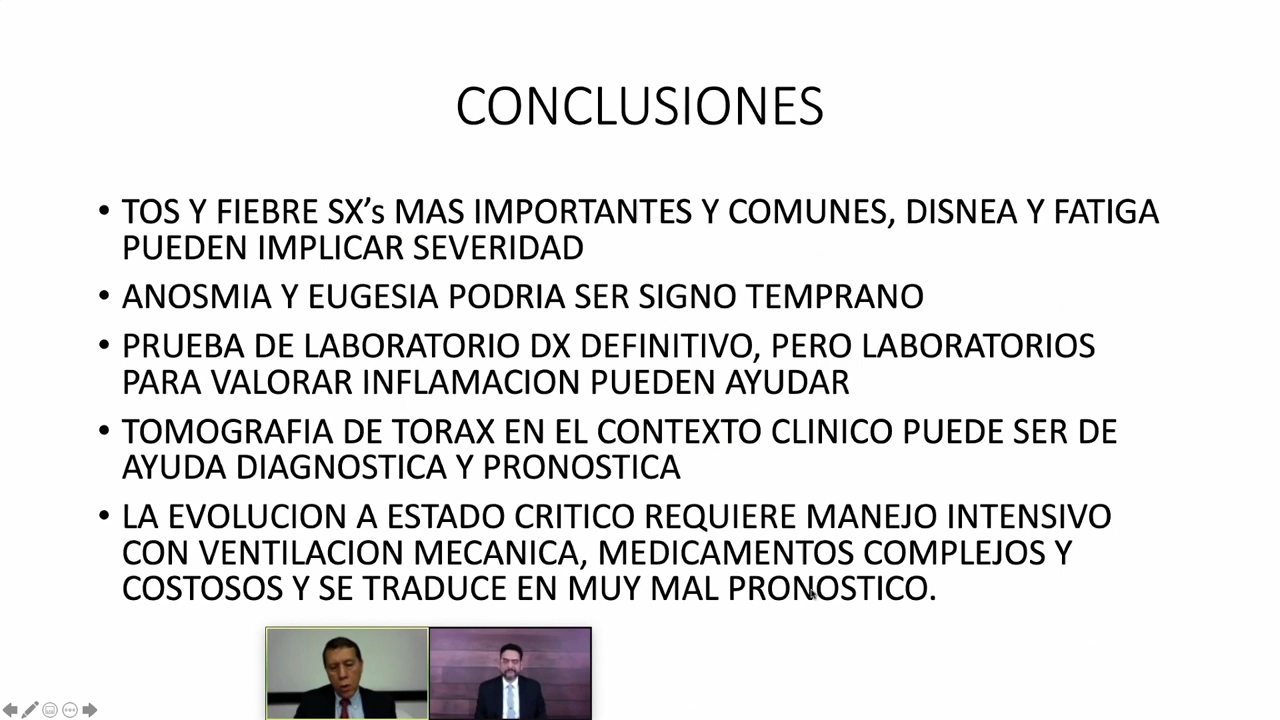 CONCLUSIONES
• TOS Y FIEBRE SX's MAS IMPORTANTES Y COMUNES, DISNEA Y FATIGA
PUEDEN IMPLICAR SEVERIDAD
• ANOSMIA Y EUGESIA PODRIA SER SIGNO TEMPRANO
• PRUEBA DE LABORATORIO DX DEFINITIVO, PERO LABORATORIOS
PARA VALORAR INFLAMACION PUEDEN AYUDAR
• TOMOGRAFIA DE TORAX EN EL CONTEXTO CLINICO PUEDE SER DE
AYUDA DIAGNOSTICA Y PRONOSTICA
• LA EVOLUCION A ESTADO CRITICO REQUIERE MANEJO INTENSIVO
CON VENTILACION MECANICA, MEDICAMENTOS COMPLEJOS Y
COSTOSOS Y SE TRADUCE EN MUY MAL PRONOSTICO.